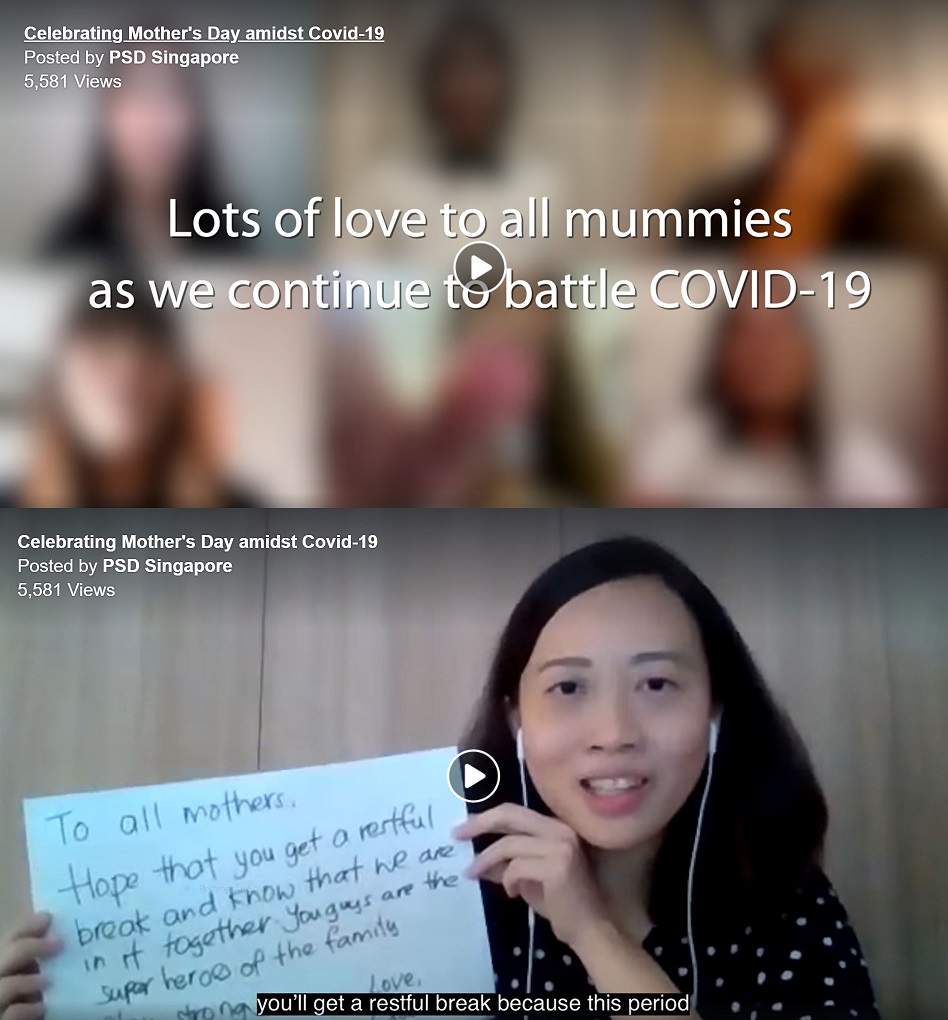 Celebrating Mother's Day amidst Covid-19
Posted by PSD Singapore
5,581 Views
Lots of love to all mummies
as we continue to battle COVID-19
Celebrating Mother's Day amidst Covid-19
Posted by PSD Singapore
5,581 Views
To all mothers.
Hope that you get a restful
break and know that we are
in it together. You guys are the
super heroes of the family
strong
Love,
you'll get a restful break because this period